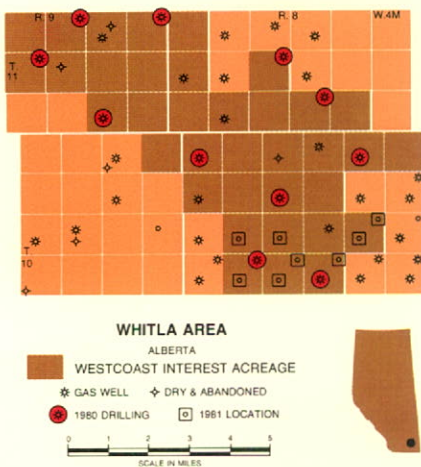 R. 9 R. 8 W.4M
T.
11
T.
10
WHITLA AREA
ALBERTA
WESTCOAST INTEREST ACREAGE
GAS WELL DRY & ABANDONED
1980 DRILLING 1981 LOCATION
0 1 2 3 4 5
SCALE IN MILES